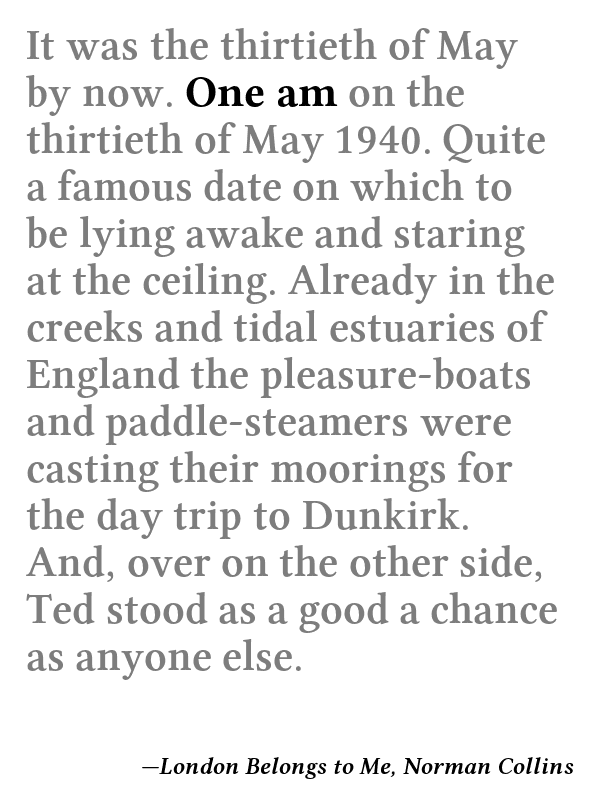 It was the thirtieth of May
by now. One am on the
thirtieth of May 1940. Quite
a famous date on which to
be lying awake and staring
at the ceiling. Already in the
creeks and tidal estuaries of
England the pleasure-boats
and paddle-steamers were
casting their moorings for
the day trip to Dunkirk.
And, over on the other side,
Ted stood as a good a chance
as anyone else.
—London Belongs to Me, Norman Collins